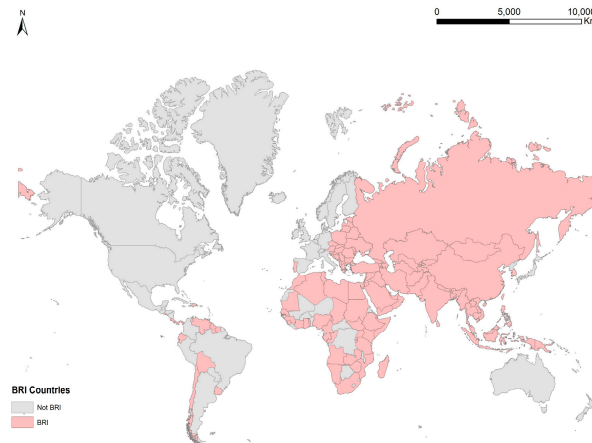 N
0 5,000 10,000
Km
BRI Countries
Not BRI
BRI